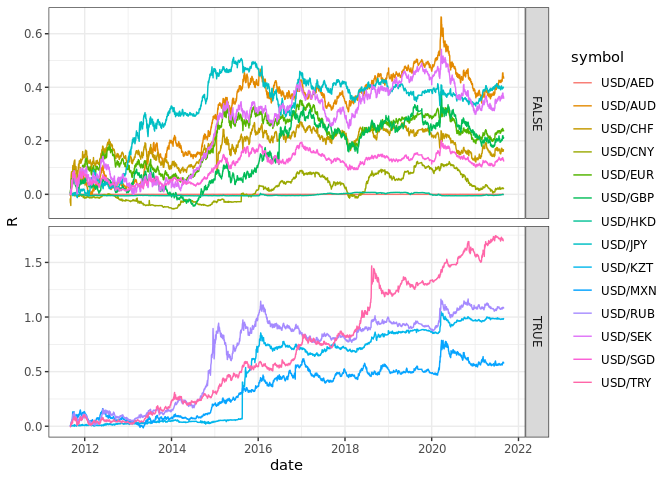 0.6
0.4
0.2
0.0
FALSE
1.5
1.0
0.5
0.0
TRUE
R
2012
2014
2016
2018
2020
2022
date
symbol
USD/AED
USD/AUD
USD/CHF
USD/CNY
USD/EUR
USD/GBP
USD/HKD
USD/JPY
USD/KZT
USD/MXN
USD/RUB
USD/SEK
USD/SGD
USD/TRY